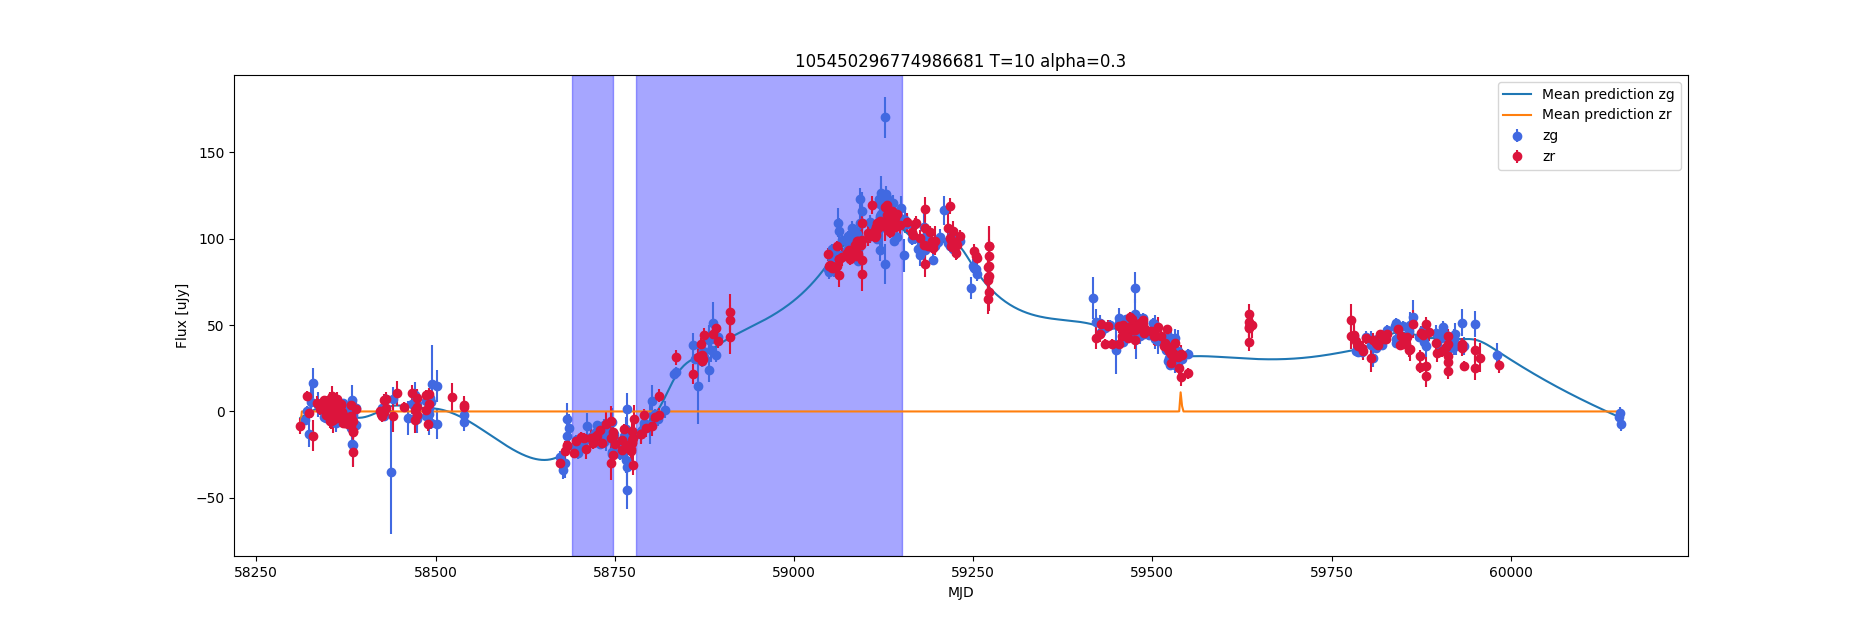 105450296774986681 T=10 alpha=0.3
Mean prediction zg
Mean prediction zr
zg
zr
150
100
50
0
−50
Flux [uJy]
58250 58500 58750 59000 59250 59500 59750 60000
MJD